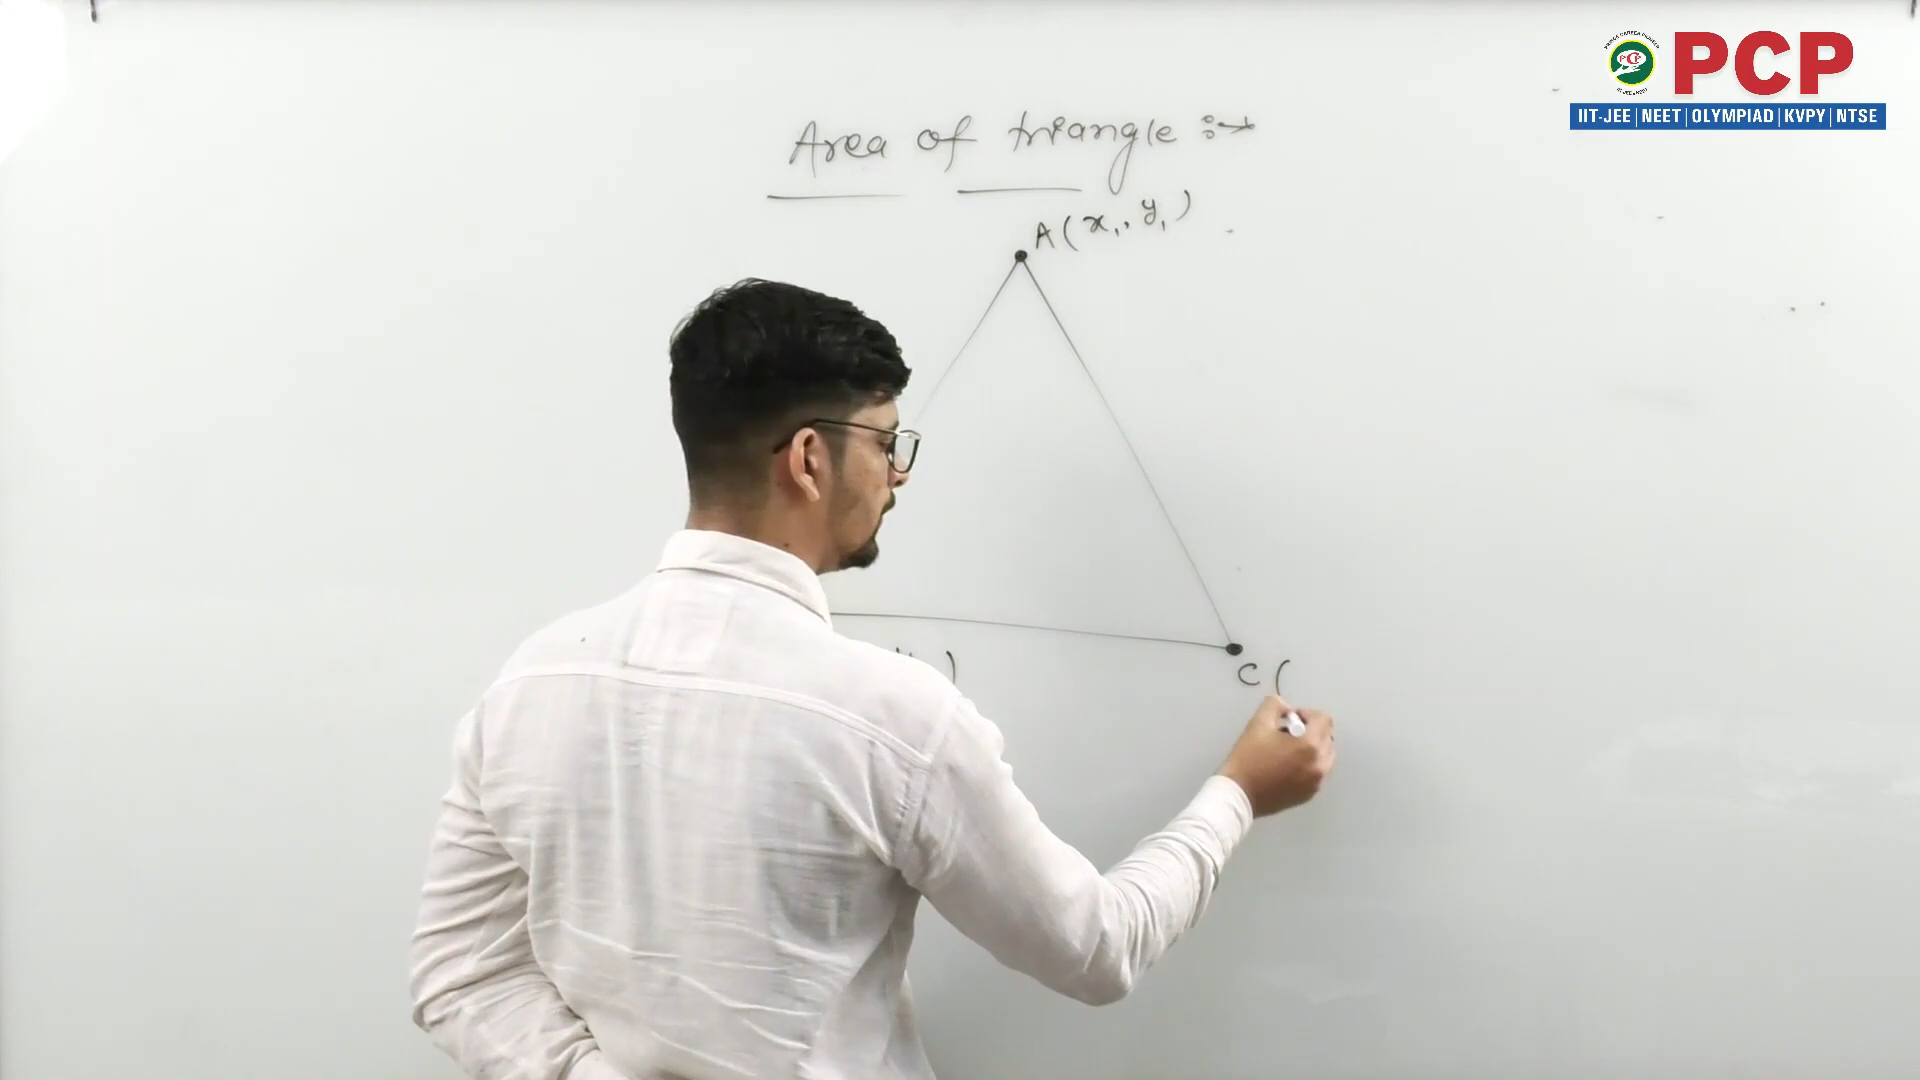 PCP
IIT-JEE | NEET | OLYMPIAD | KVPY | NTSE
Area of triangle :→
A(x₁, y₁)
)
C (